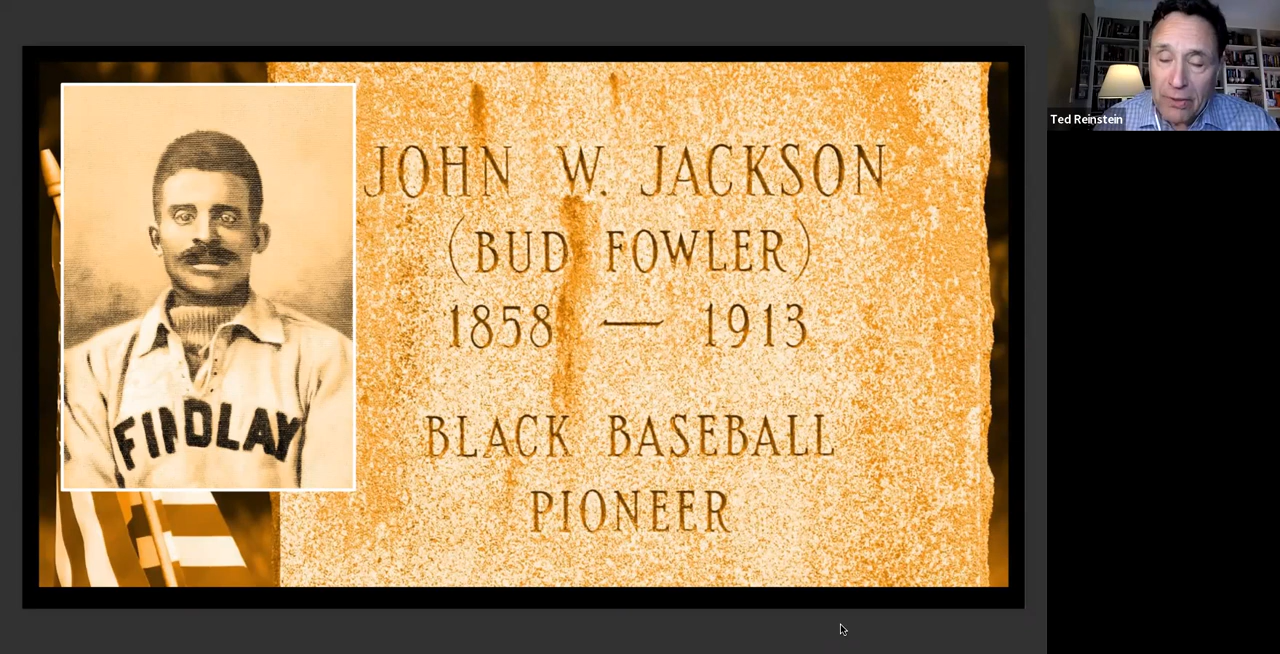 JOHN W. JACKSON
(BUD FOWLER)
1858 — 1913
BLACK BASEBALL
PIONEER
FINDLAY
Ted Reinstein